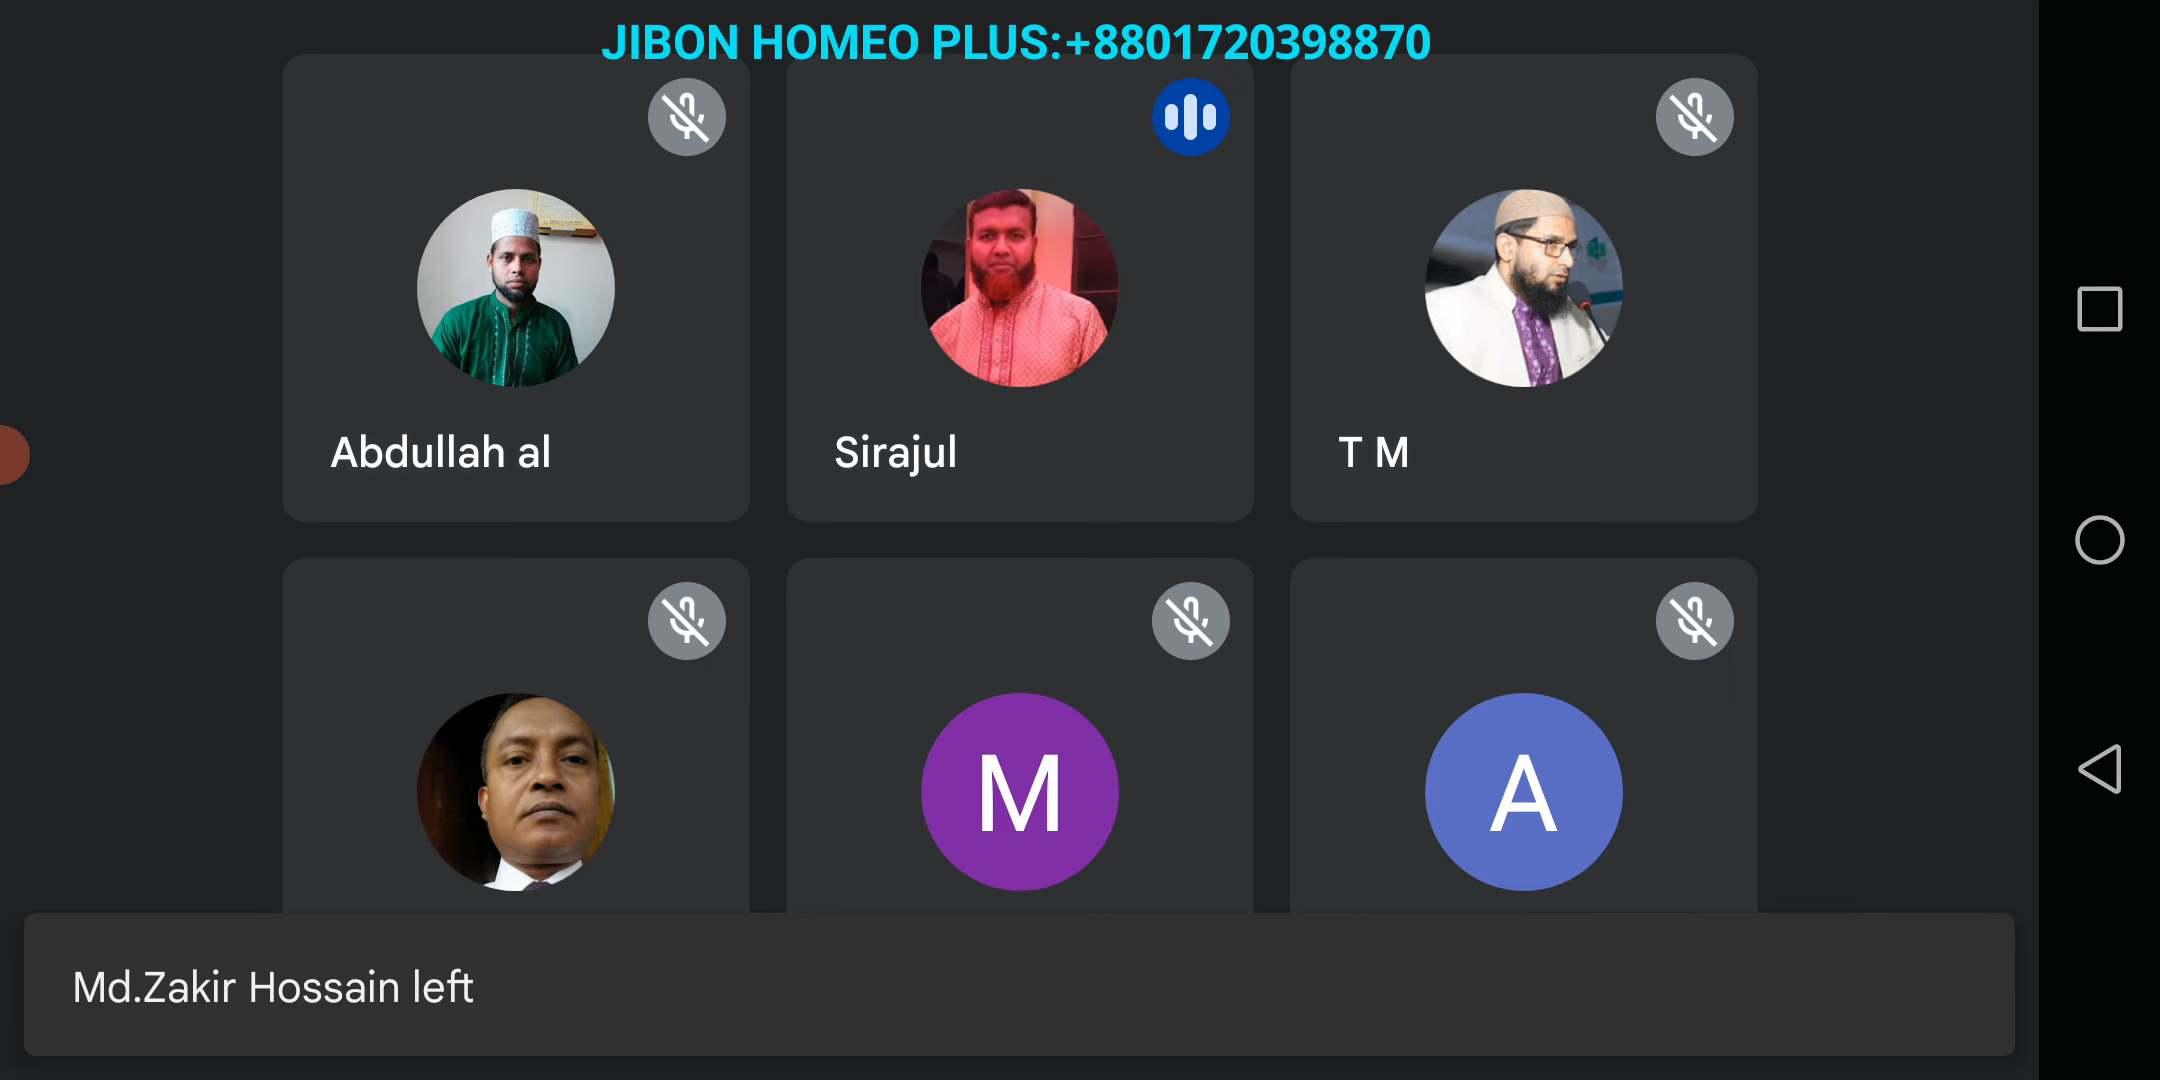 JIBON HOMEO PLUS:+8801720398870
Abdullah al
Sirajul
T M
M
A
Md.Zakir Hossain left